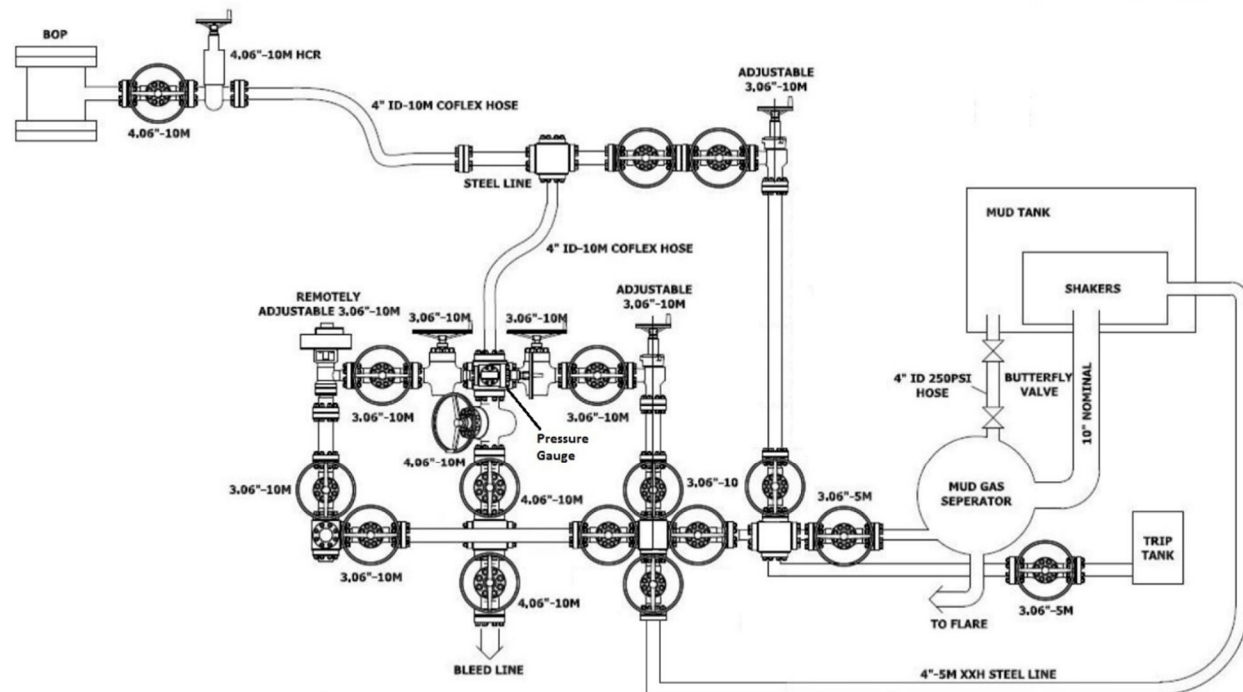 BOP
4,06"-10M HCR
4" ID-10M COFLEX HOSE
4.06"-10M
ADJUSTABLE
3,06"-10M
STEEL LINE
MUD TANK
4" ID-10M COFLEX HOSE
SHAKERS
REMOTELY
ADJUSTABLE 3.06"-10M
3,06"-10M
3.06"-10M
ADJUSTABLE
3,06"-10M
4" ID 250PSI
HOSE
BUTTERFLY
VALVE
10" NOMINAL
3.06"-10M
3.06"-10M
Pressure
Gauge
4,06"-10M
3.06"-10M
4,06"-10M
3,06"-10
3.06"-5M
MUD GAS
SEPERATOR
TRIP
TANK
3,06"-10M
4,06"-10M
3.06"-5M
TO FLARE
BLEED LINE
4"-5M XXH STEEL LINE